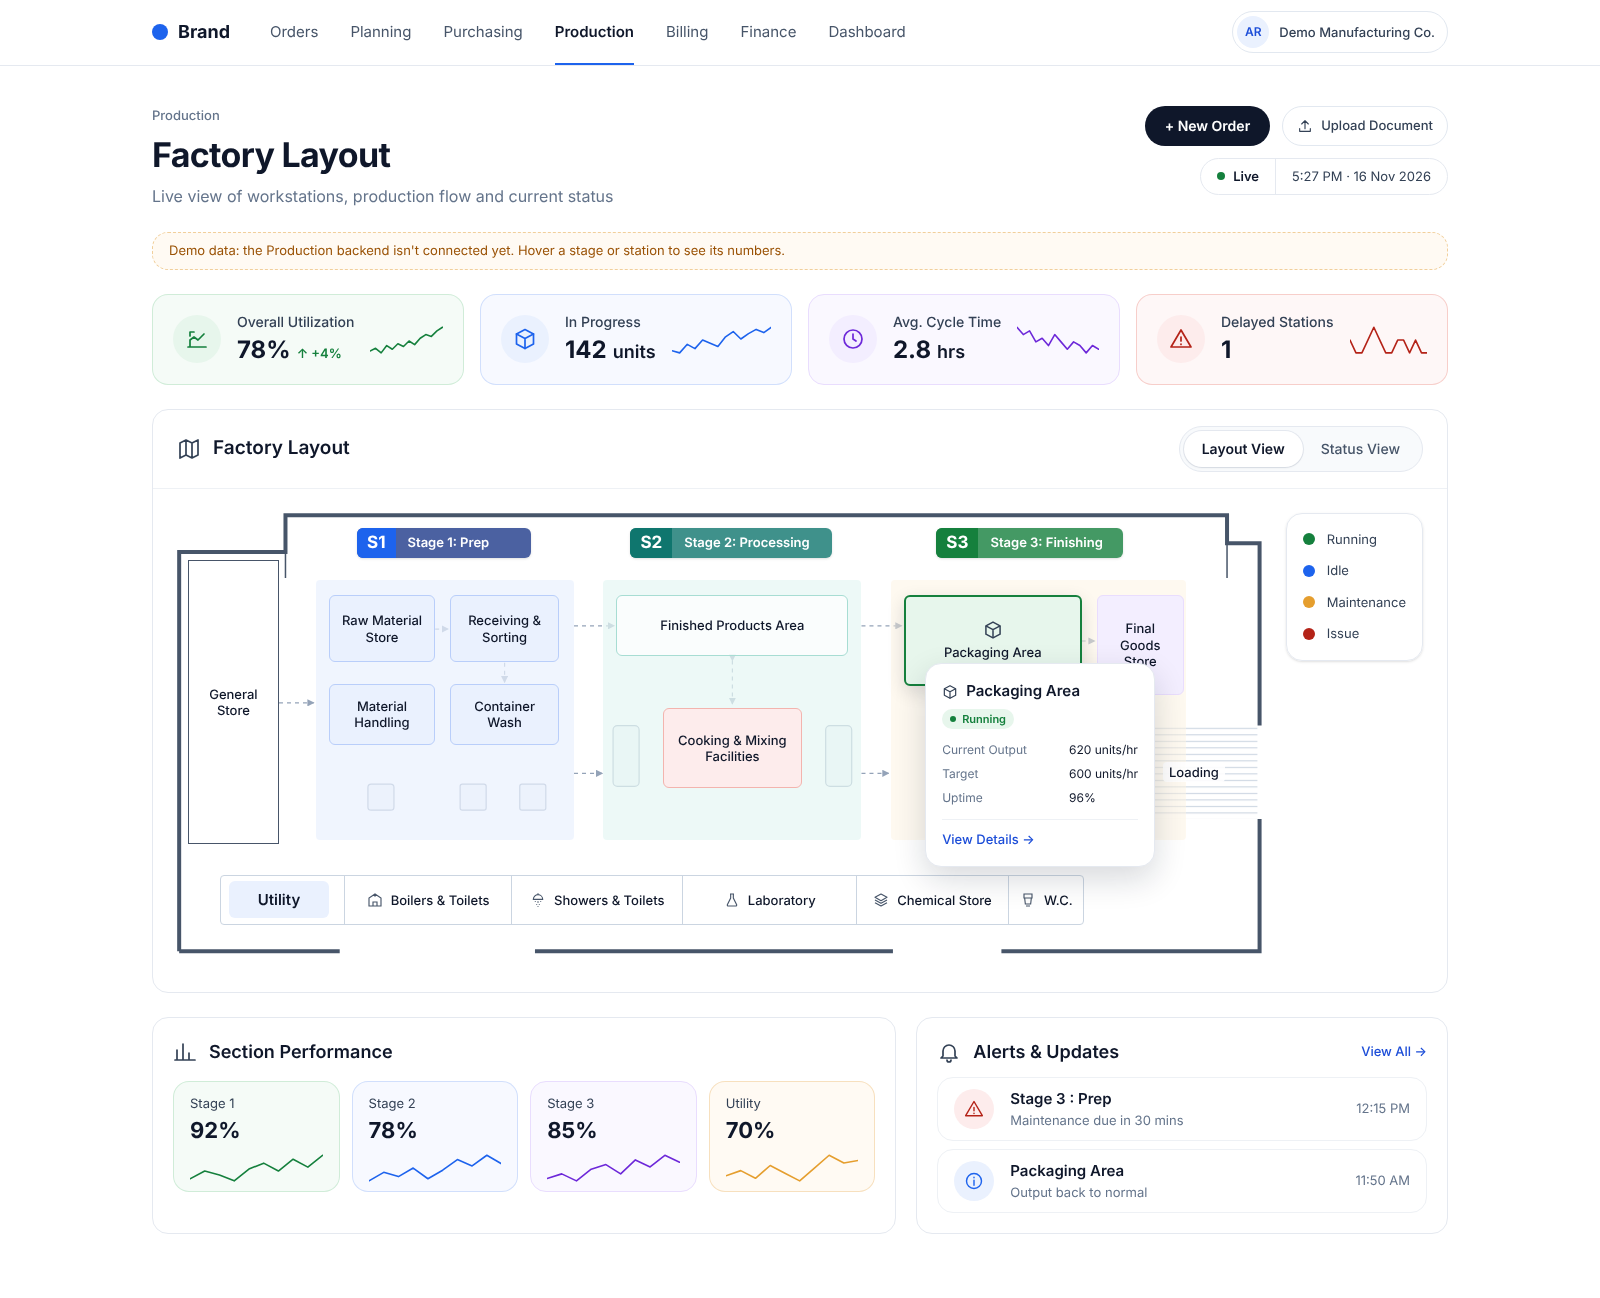 Brand
Orders
Planning
Purchasing
Production
Billing
Finance
Dashboard
AR
Demo Manufacturing Co.
Production
Factory Layout
Live view of workstations, production flow and current status
+ New Order
Upload Document
Live
5:27 PM · 16 Nov 2026
Demo data: the Production backend isn't connected yet. Hover a stage or station to see its numbers.
Overall Utilization
78% ↑ +4%
In Progress
142 units
Avg. Cycle Time
2.8 hrs
Delayed Stations
1
Factory Layout
Layout View
Status View
S1 Stage 1: Prep
S2 Stage 2: Processing
S3 Stage 3: Finishing
Running
Idle
Maintenance
Issue
General
Store
Raw Material
Store
Receiving &
Sorting
Material
Handling
Container
Wash
Finished Products Area
Cooking & Mixing
Facilities
Packaging Area
Final
Goods
Store
Packaging Area
Running
Current Output 620 units/hr
Target 600 units/hr
Uptime 96%
View Details →
Loading
Utility
Boilers & Toilets
Showers & Toilets
Laboratory
Chemical Store
W.C.
Section Performance
Stage 1
92%
Stage 2
78%
Stage 3
85%
Utility
70%
Alerts & Updates
View All →
Stage 3 : Prep
Maintenance due in 30 mins
12:15 PM
Packaging Area
Output back to normal
11:50 AM